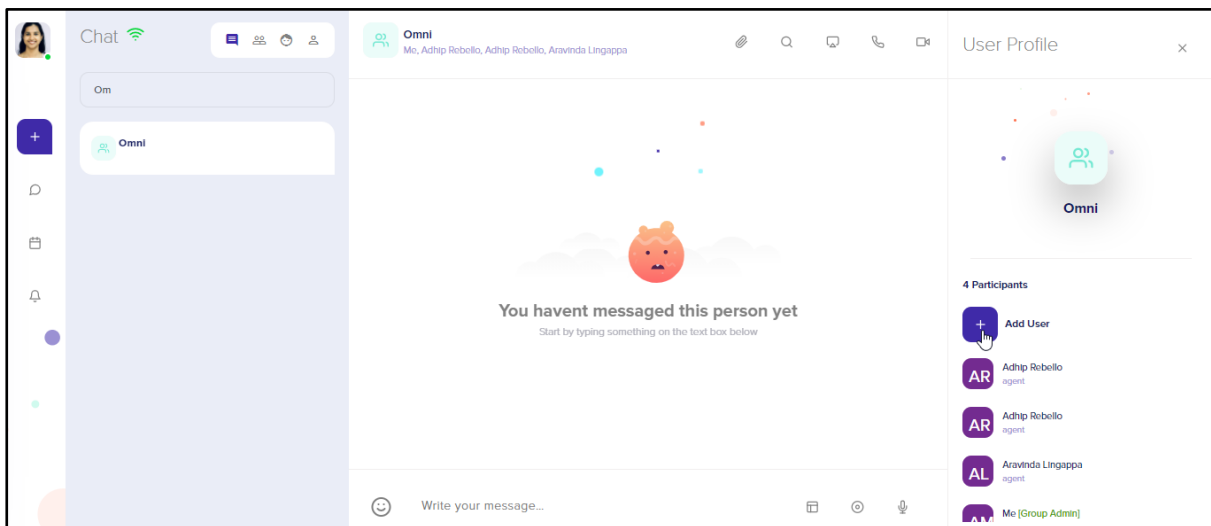 Chat
Om
Omni
Omni
Me, Adhip Rebello, Adhip Rebello, Aravinda Lingappa
You havent messaged this person yet
Start by typing something on the text box below
Write your message...
User Profile
Omni
4 Participants
Add User
AR
Adhip Rebello
agent
AR
Adhip Rebello
agent
AL
Aravinda Lingappa
agent
AM
Me [Group Admin]